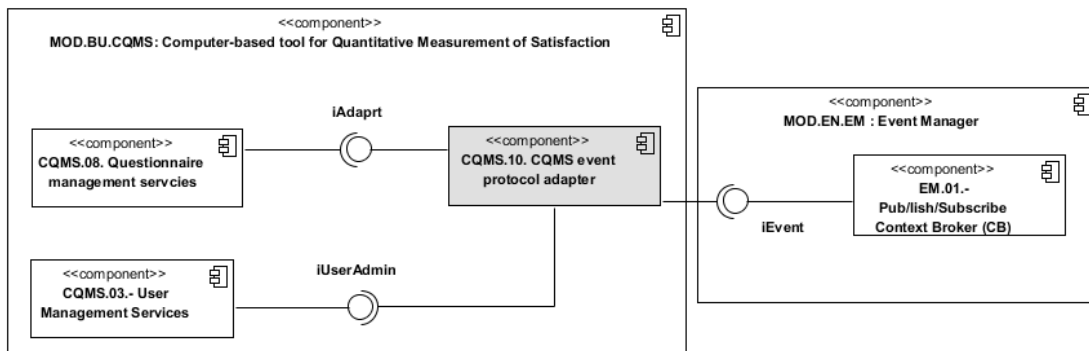 <<component>>
MOD.BU.CQMS: Computer-based tool for Quantitative Measurement of Satisfaction
iAdaprt
<<component>>
CQMS.08. Questionnaire
management servcies
<<component>>
CQMS.10. CQMS event
protocol adapter
<<component>>
CQMS.03.- User
Management Services
iUserAdmin
<<component>>
MOD.EN.EM : Event Manager
iEvent
<<component>>
EM.01.-
Pub/lish/Subscribe
Context Broker (CB)